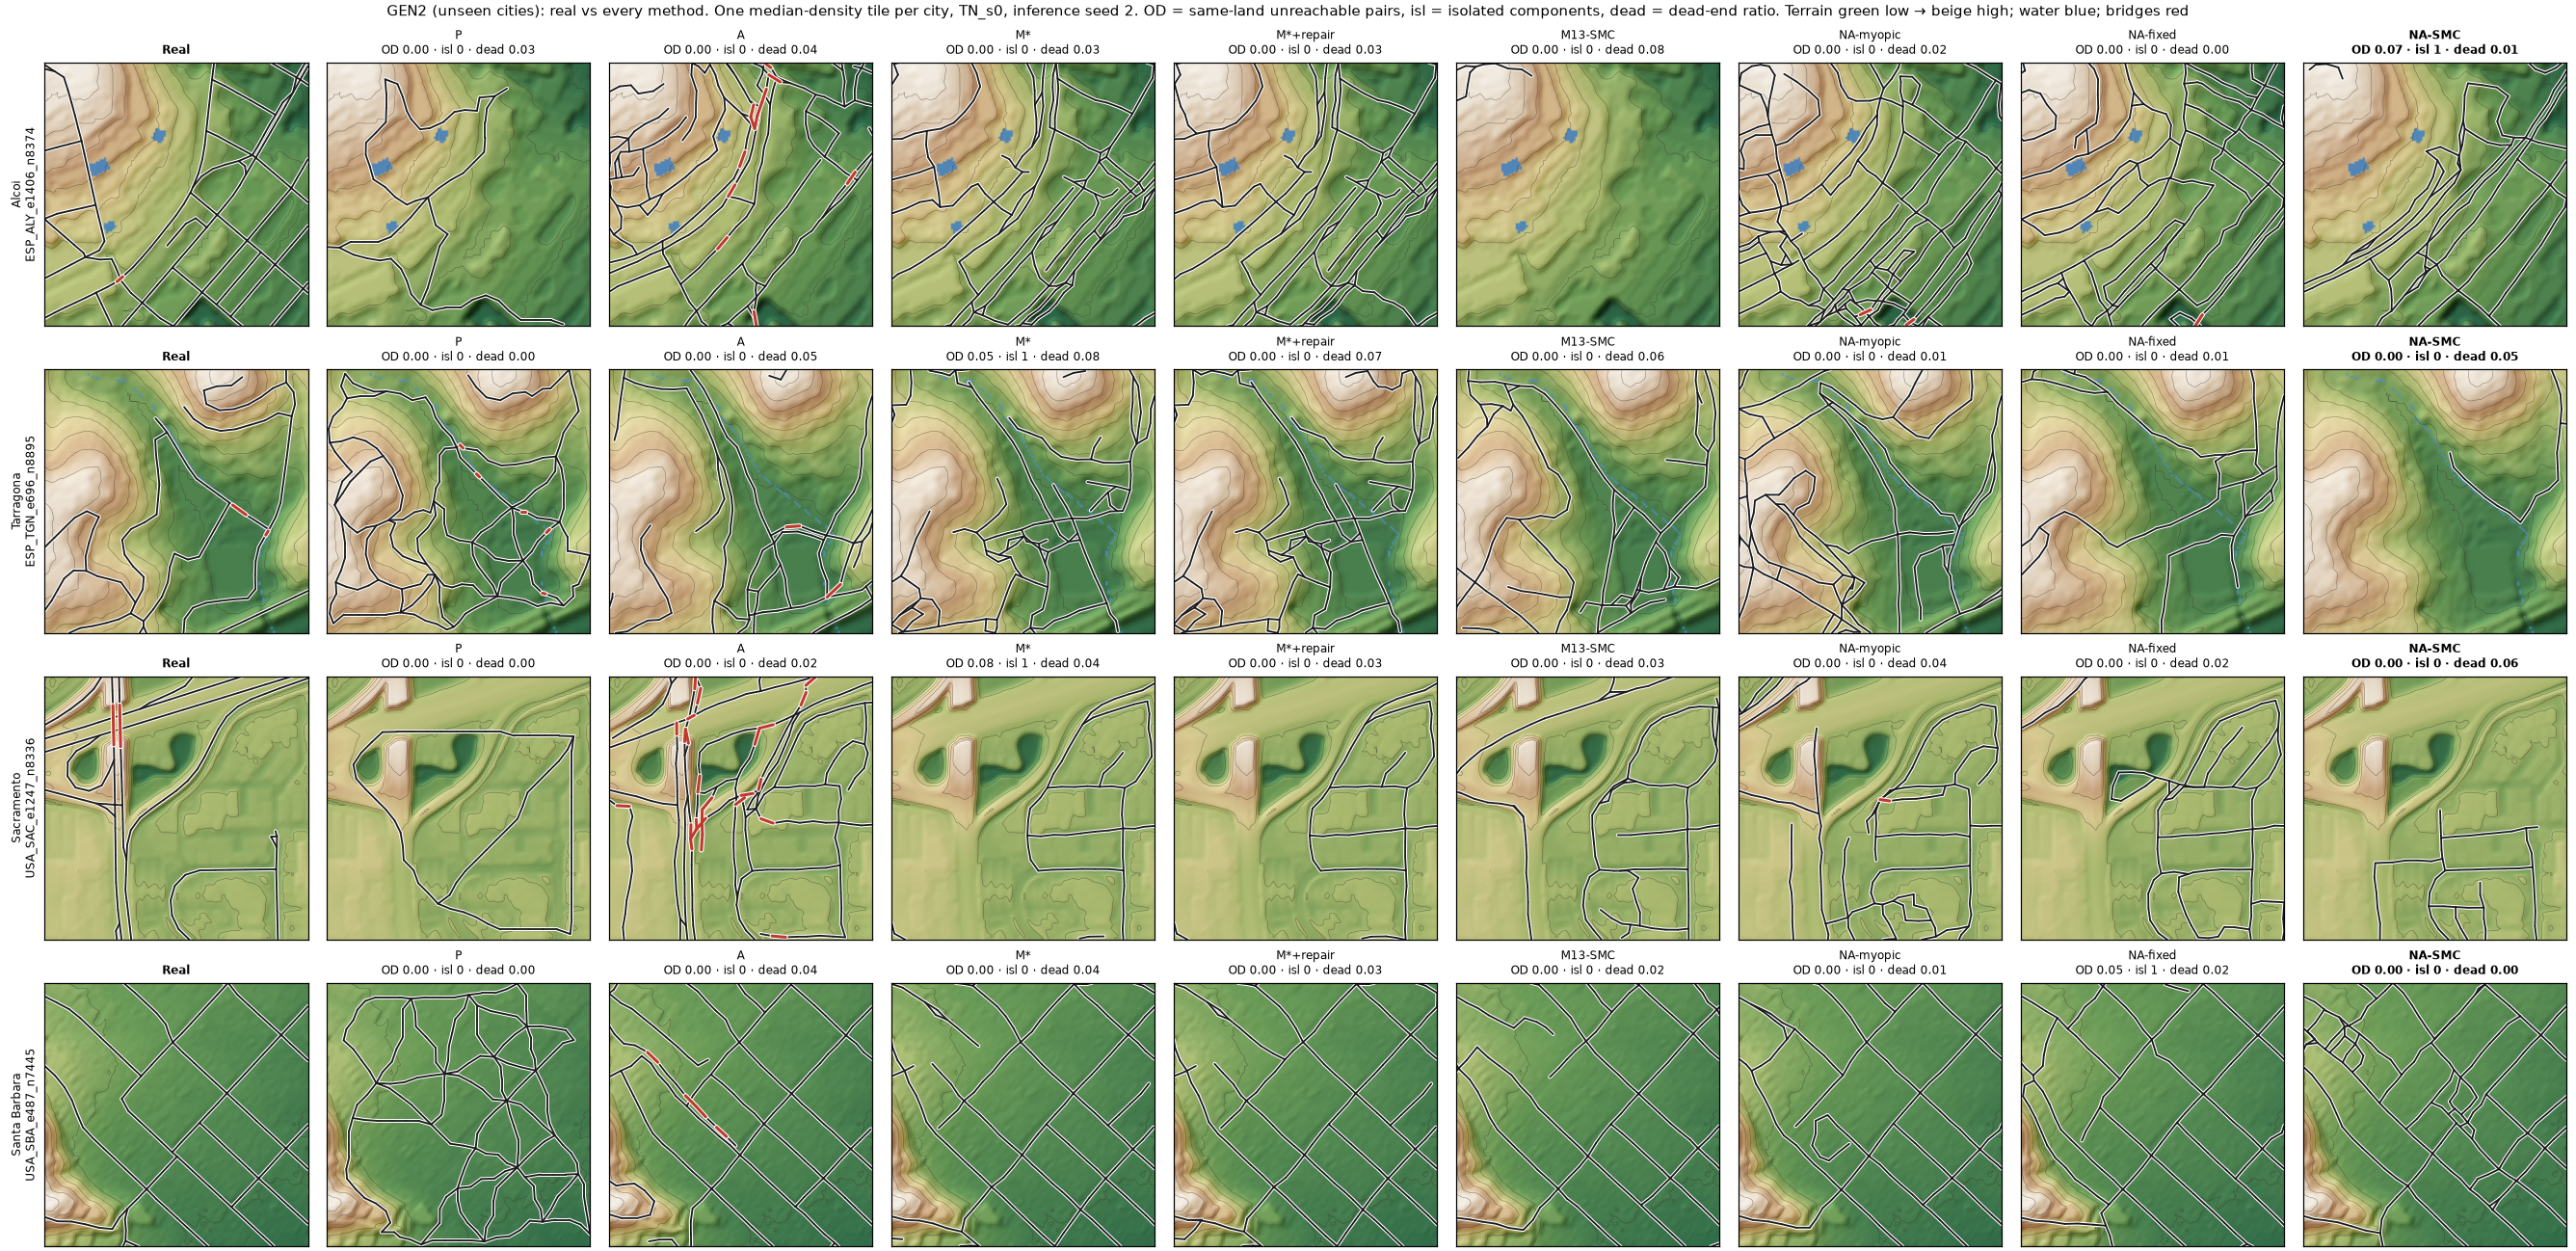 GEN2 (unseen cities): real vs every method. One median-density tile per city, TN_s0, inference seed 2. OD = same-land unreachable pairs, isl = isolated components, dead = dead-end ratio. Terrain green low → beige high; water blue; bridges red
Real
P
OD 0.00 · isl 0 · dead 0.03
A
OD 0.00 · isl 0 · dead 0.04
M*
OD 0.00 · isl 0 · dead 0.03
M*+repair
OD 0.00 · isl 0 · dead 0.03
M13-SMC
OD 0.00 · isl 0 · dead 0.08
NA-myopic
OD 0.00 · isl 0 · dead 0.02
NA-fixed
OD 0.00 · isl 0 · dead 0.00
NA-SMC
OD 0.07 · isl 1 · dead 0.01
Alcoi
ESP_ALY_e1406_n8374
Real
P
OD 0.00 · isl 0 · dead 0.00
A
OD 0.00 · isl 0 · dead 0.05
M*
OD 0.05 · isl 1 · dead 0.08
M*+repair
OD 0.00 · isl 0 · dead 0.07
M13-SMC
OD 0.00 · isl 0 · dead 0.06
NA-myopic
OD 0.00 · isl 0 · dead 0.01
NA-fixed
OD 0.00 · isl 0 · dead 0.01
NA-SMC
OD 0.00 · isl 0 · dead 0.05
Tarragona
ESP_TGN_e696_n8895
Real
P
OD 0.00 · isl 0 · dead 0.00
A
OD 0.00 · isl 0 · dead 0.02
M*
OD 0.08 · isl 1 · dead 0.04
M*+repair
OD 0.00 · isl 0 · dead 0.03
M13-SMC
OD 0.00 · isl 0 · dead 0.03
NA-myopic
OD 0.00 · isl 0 · dead 0.04
NA-fixed
OD 0.00 · isl 0 · dead 0.02
NA-SMC
OD 0.00 · isl 0 · dead 0.06
Sacramento
USA_SAC_e1247_n8336
Real
P
OD 0.00 · isl 0 · dead 0.00
A
OD 0.00 · isl 0 · dead 0.04
M*
OD 0.00 · isl 0 · dead 0.04
M*+repair
OD 0.00 · isl 0 · dead 0.03
M13-SMC
OD 0.00 · isl 0 · dead 0.02
NA-myopic
OD 0.00 · isl 0 · dead 0.01
NA-fixed
OD 0.05 · isl 1 · dead 0.02
NA-SMC
OD 0.00 · isl 0 · dead 0.00
Santa Barbara
USA_SBA_e487_n7445